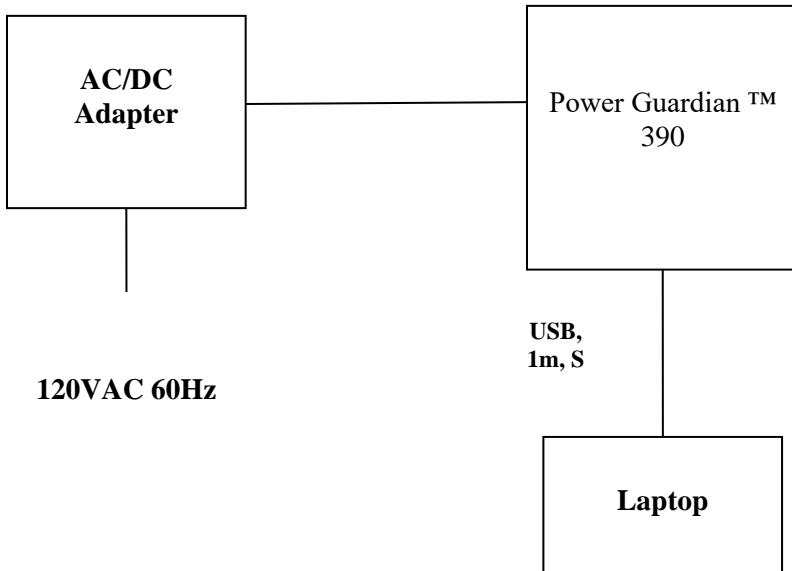 AC/DC
Adapter
Power Guardian ™
390
USB,
1m, S
120VAC 60Hz
Laptop